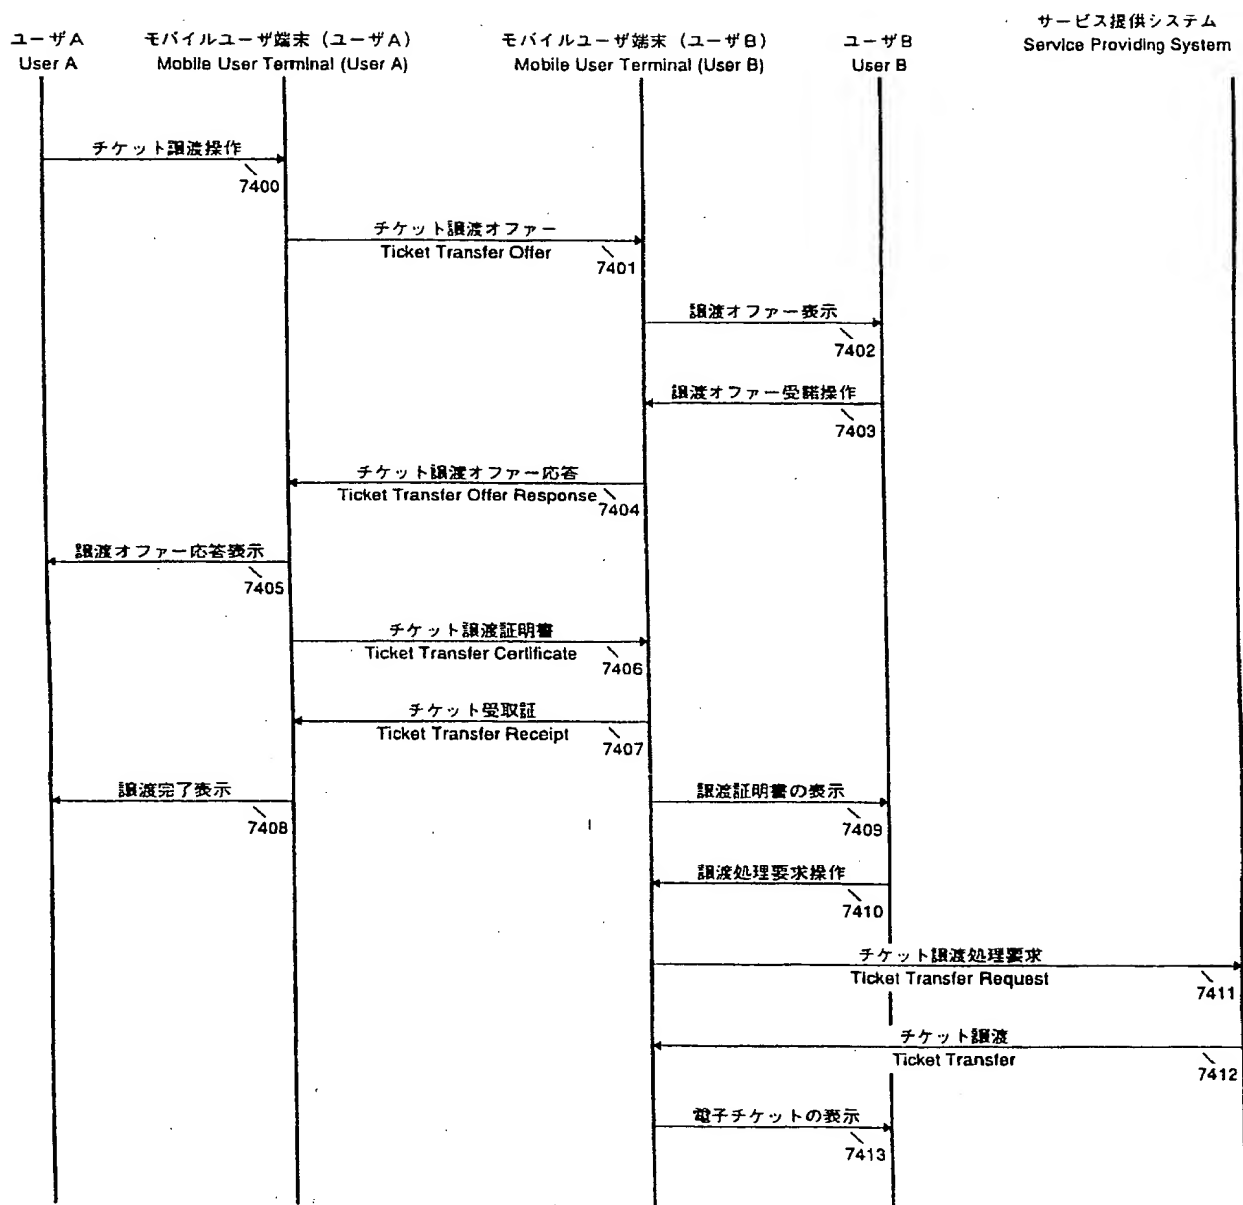 サービス提供システム
Service Providing System
ユーザA
User A
モバイルユーザ端末（ユーザA）
Mobile User Terminal (User A)
モバイルユーザ端末（ユーザB）
Mobile User Terminal (User B)
ユーザB
User B
チケット譲渡操作
7400
チケット譲渡オファー
Ticket Transfer Offer
7401
譲渡オファー表示
7402
譲渡オファー受諾操作
7403
チケット譲渡オファー応答
Ticket Transfer Offer Response
7404
譲渡オファー応答表示
7405
チケット譲渡証明書
Ticket Transfer Certificate
7406
チケット受取証
Ticket Transfer Receipt
7407
譲渡完了表示
7408
譲渡証明書の表示
7409
譲渡処理要求操作
7410
チケット譲渡処理要求
Ticket Transfer Request
7411
チケット譲渡
Ticket Transfer
7412
電子チケットの表示
7413